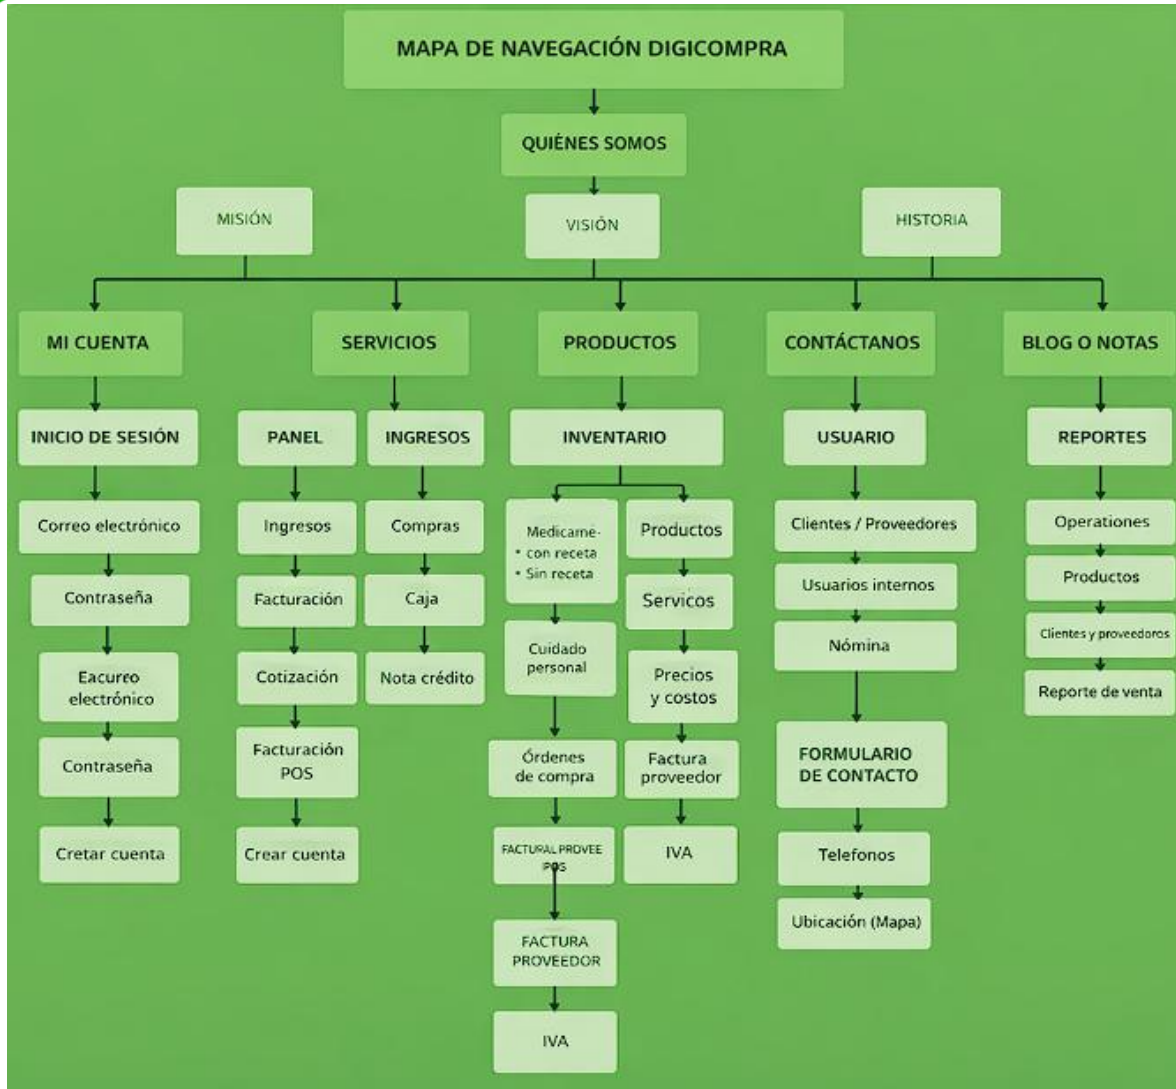 MAPA DE NAVEGACIÓN DIGICOMPRA
QUIÉNES SOMOS
MISIÓN
VISIÓN
HISTORIA
MI CUENTA
SERVICIOS
PRODUCTOS
CONTÁCTANOS
BLOG O NOTAS
INICIO DE SESIÓN
Correo electrónico
Contraseña
Eacureo
electrónico
Contraseña
Cretar cuenta
PANEL
Ingresos
Facturación
Cotización
Facturación
POS
Crear cuenta
INGRESOS
Compras
Caja
Nota crédito
INVENTARIO
Medicame-
• con receta
• Sin receta
Cuidado
personal
Órdenes
de compra
FACTURAL PROVEE
IPOS
FACTURA
PROVEEDOR
IVA
Productos
Servicos
Precios
y costos
Factura
proveedor
IVA
USUARIO
Clientes / Proveedores
Usuarios internos
Nómina
FORMULARIO
DE CONTACTO
Telefonos
Ubicación (Mapa)
REPORTES
Operationes
Productos
Clientes y proveedoros
Reporte de venta